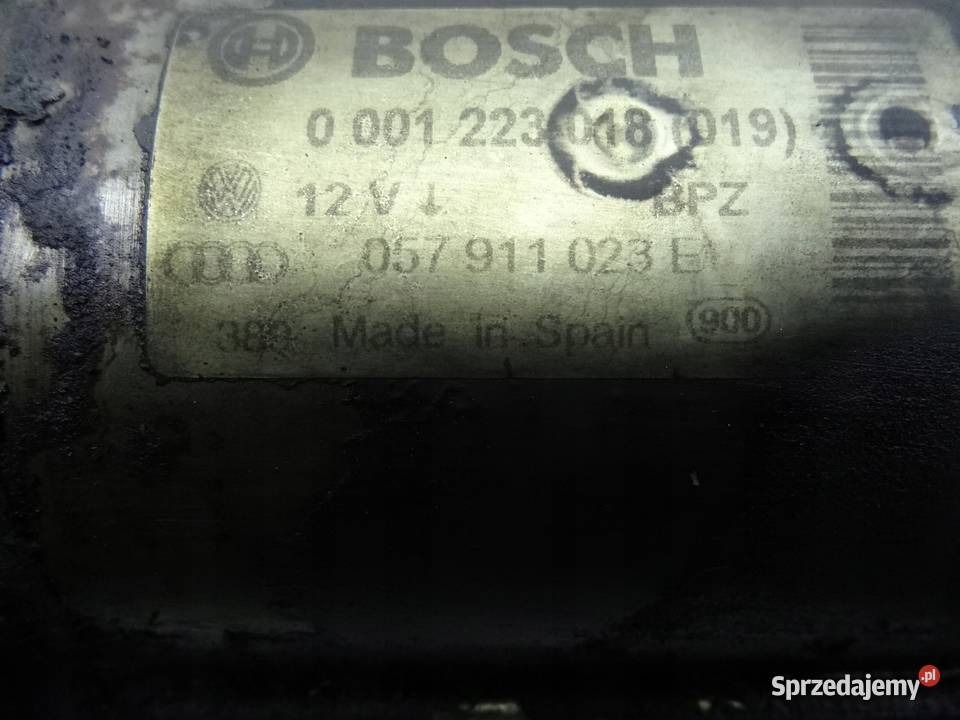 BOSCH
0 001 223 018 (019)
12 V ↓ BPZ
057 911 023 E
Made in Spain 900
Sprzedajemy.pl